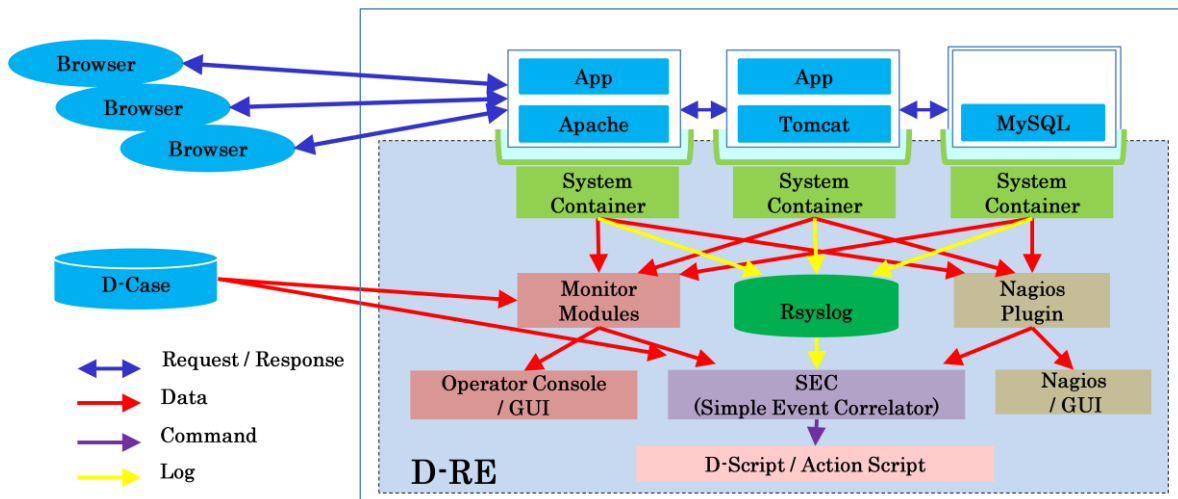 Browser
Browser
Browser
App
Apache
App
Tomcat
MySQL
System
Container
System
Container
System
Container
D-Case
Monitor
Modules
Rsyslog
Nagios
Plugin
Operator Console
/ GUI
SEC
(Simple Event Correlator)
Nagios
/ GUI
D-Script / Action Script
D-RE
Request / Response
Data
Command
Log